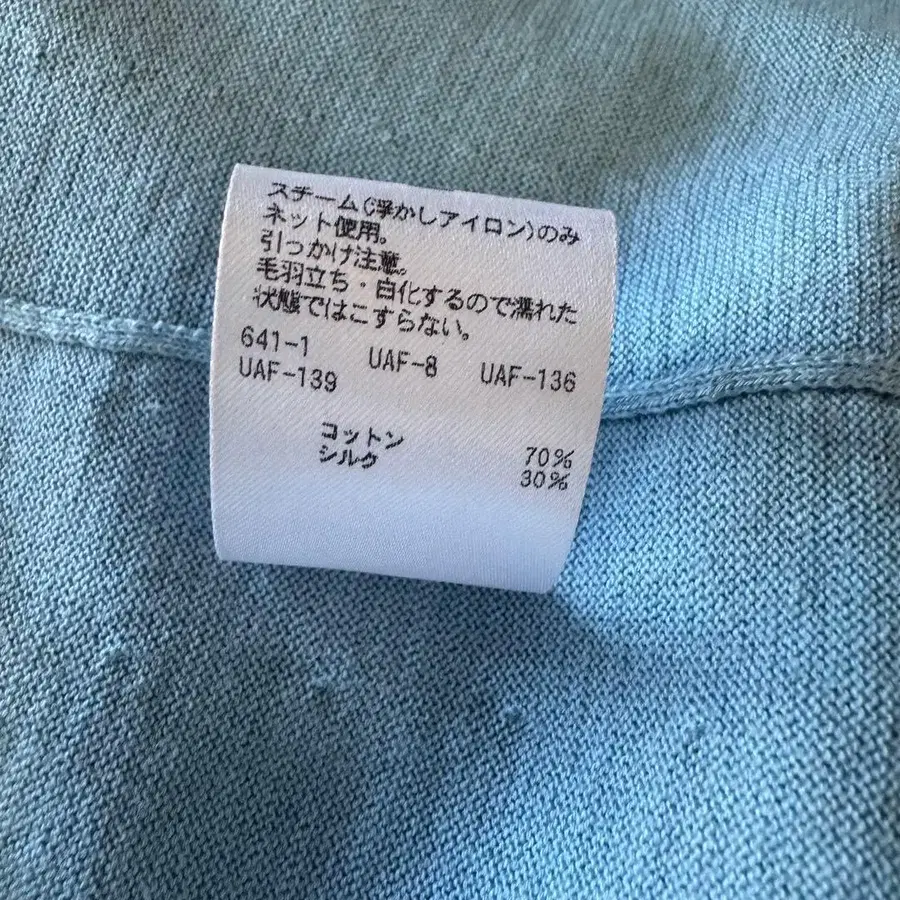 スチーム(浮かしアイロン)のみ
ネット使用。
引っかけ注意。
毛羽立ち・白化するので濡れた
状態ではこすらない。
641-1 UAF-8 UAF-136
UAF-139
コットン 70%
シルク 30%